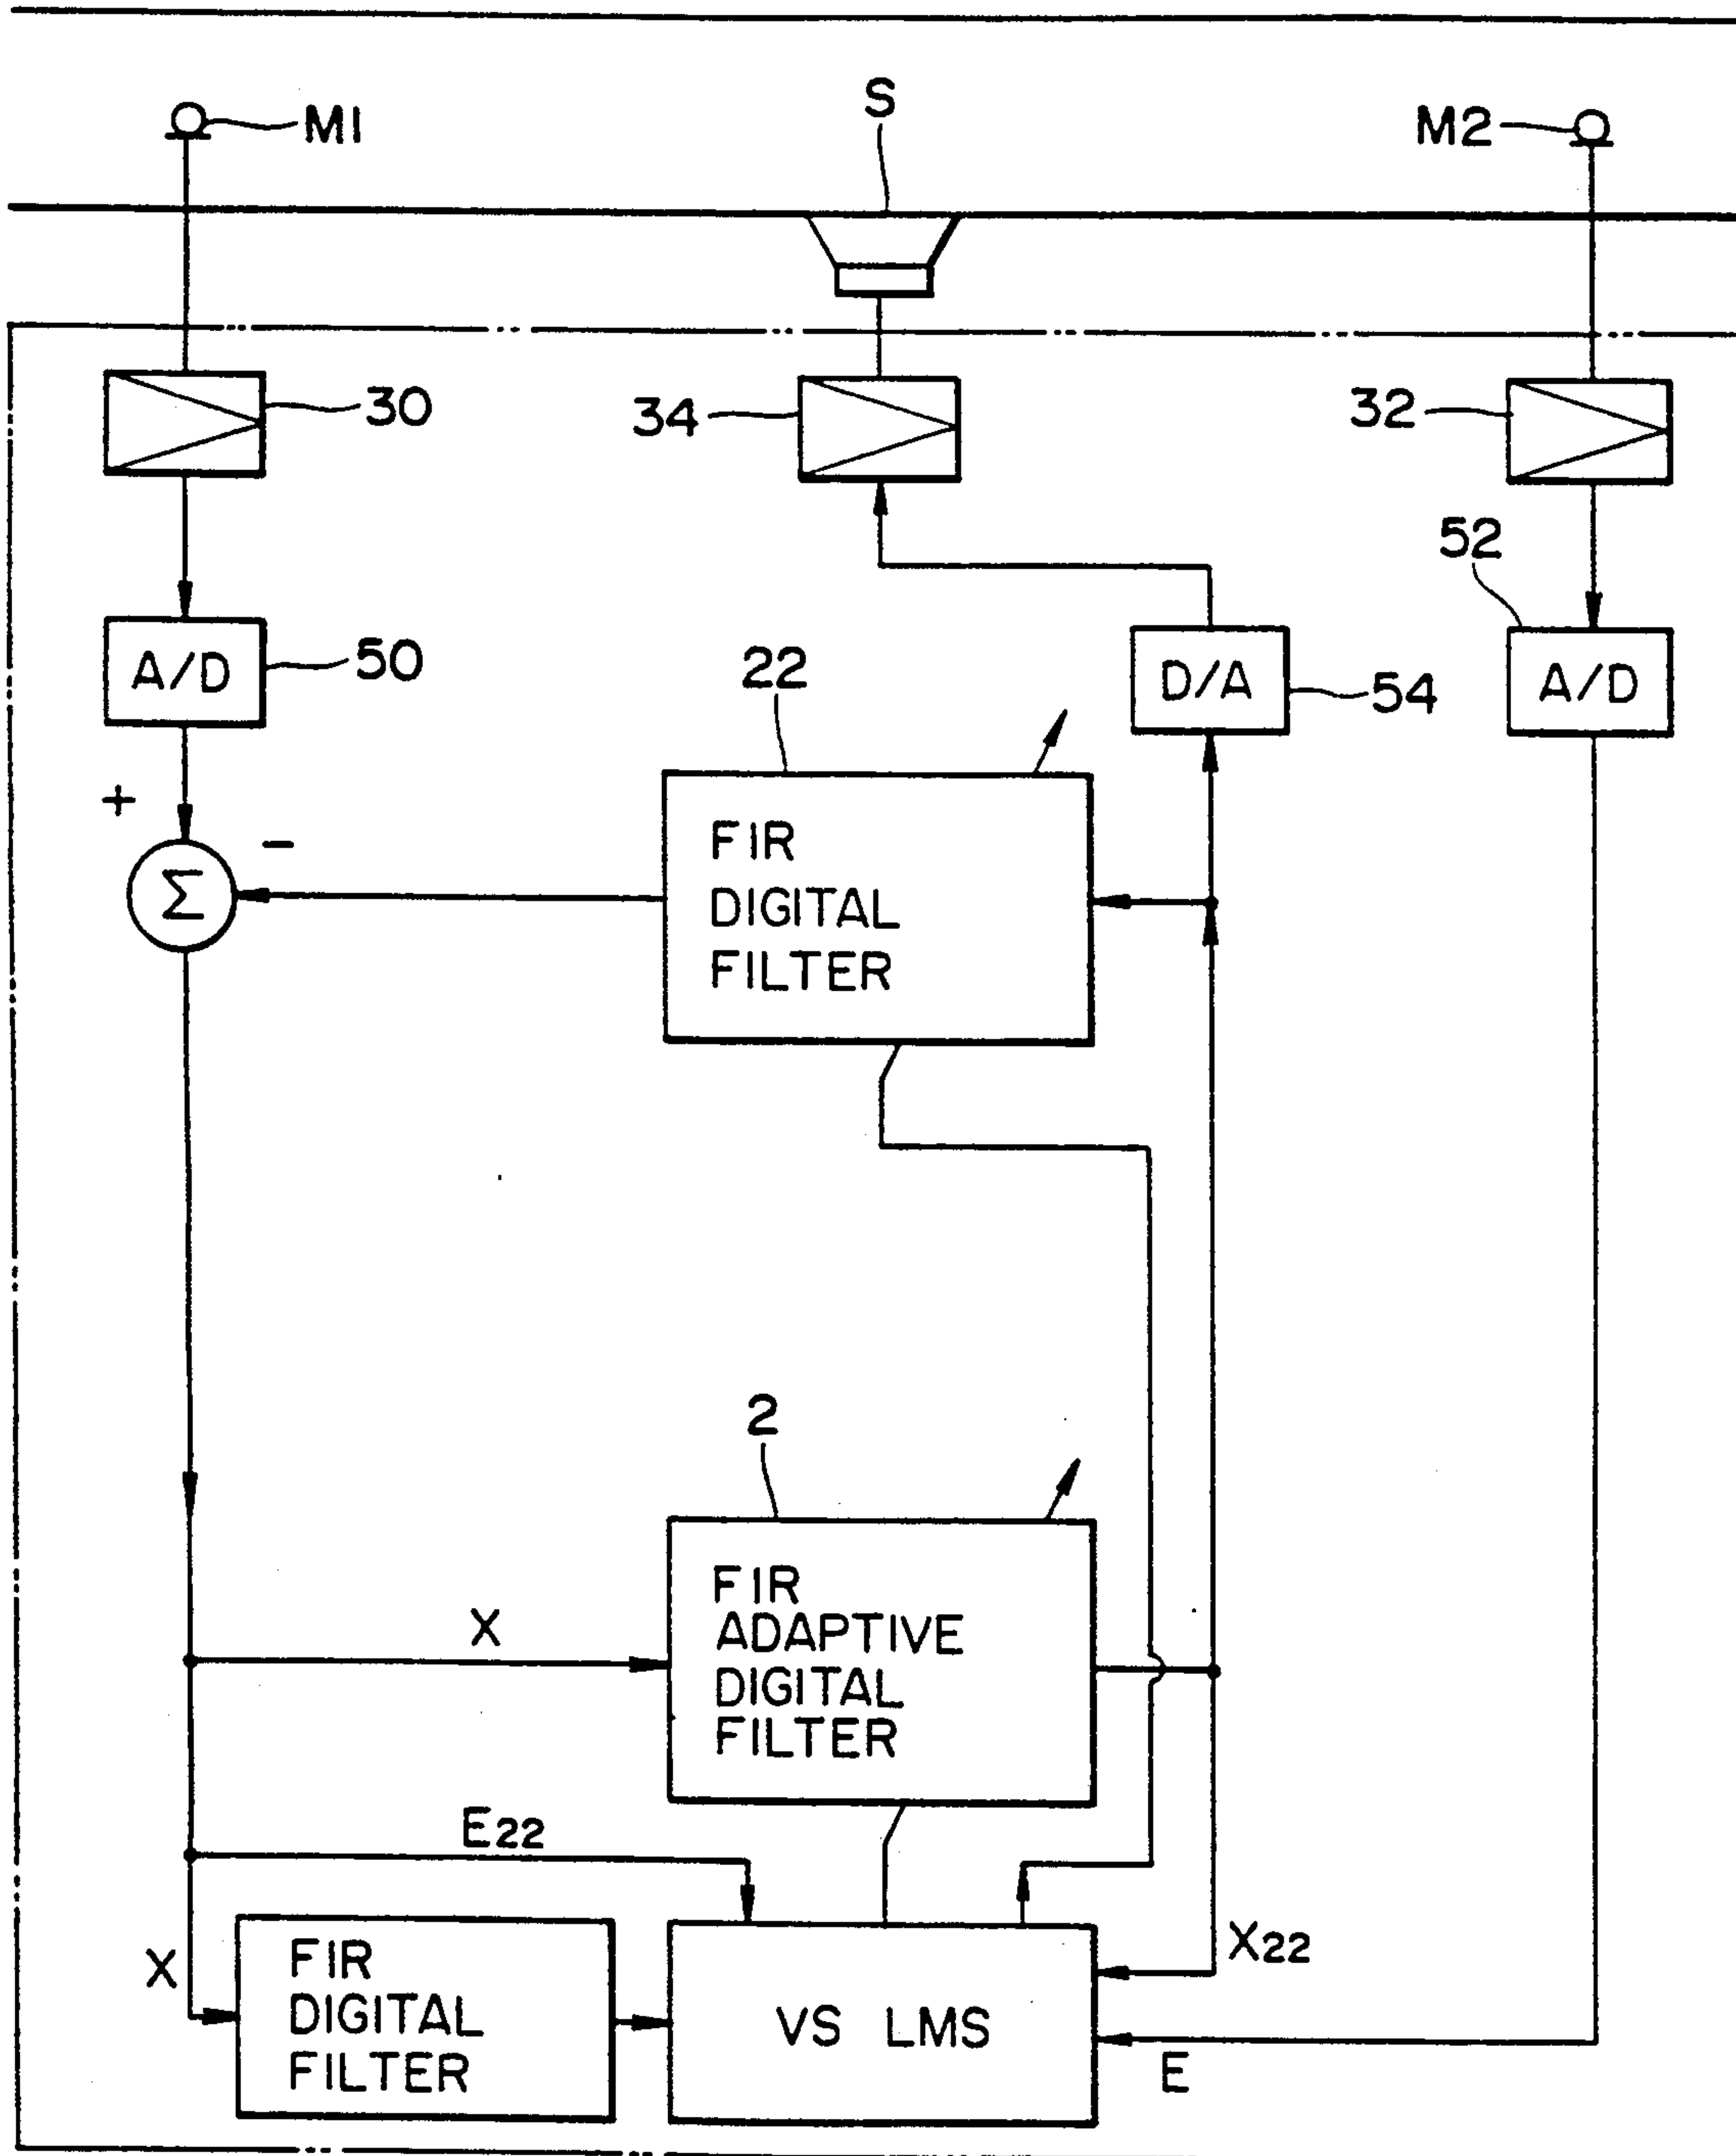 S
M1
M2
30
34
32
52
A/D
50
22
D/A
54
A/D
+
-
Σ
FIR
DIGITAL
FILTER
2
X
FIR
ADAPTIVE
DIGITAL
FILTER
E22
X
FIR
DIGITAL
FILTER
VS LMS
X22
E